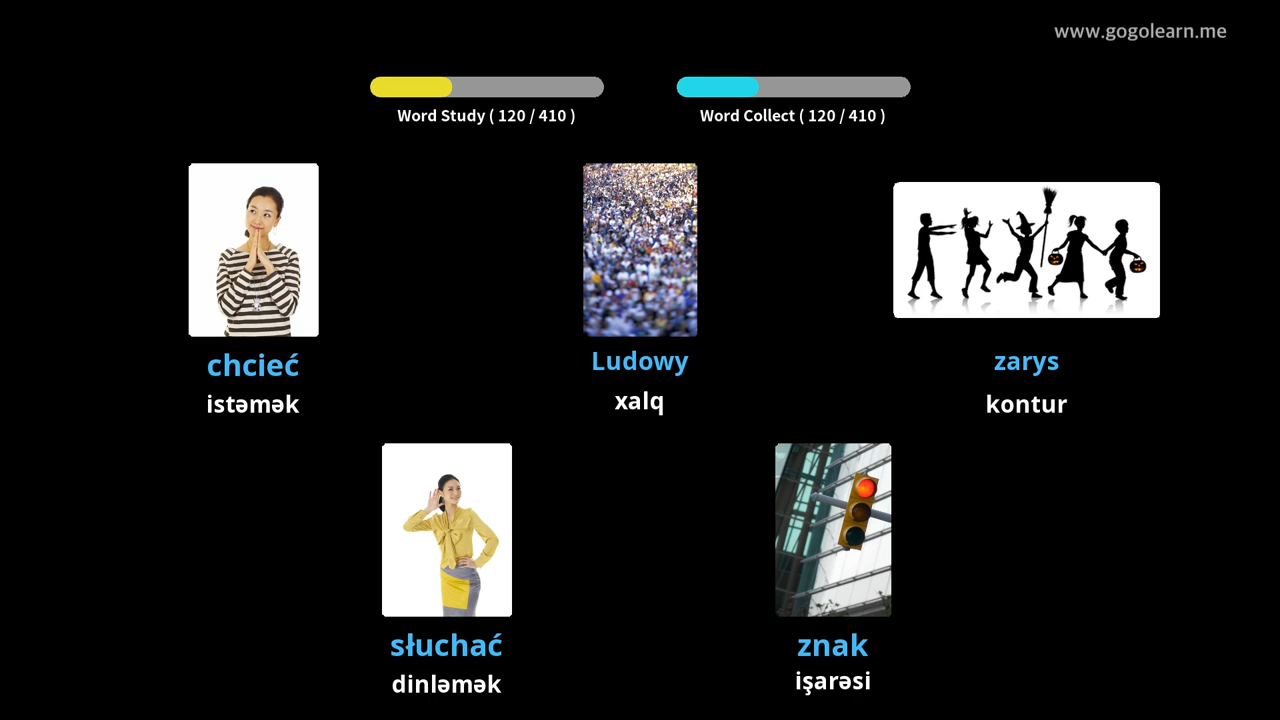 www.gogolearn.me
Word Study ( 120 / 410 )
Word Collect ( 120 / 410 )
chcieć
istəmək
Ludowy
xalq
zarys
kontur
słuchać
dinləmək
znak
işarəsi